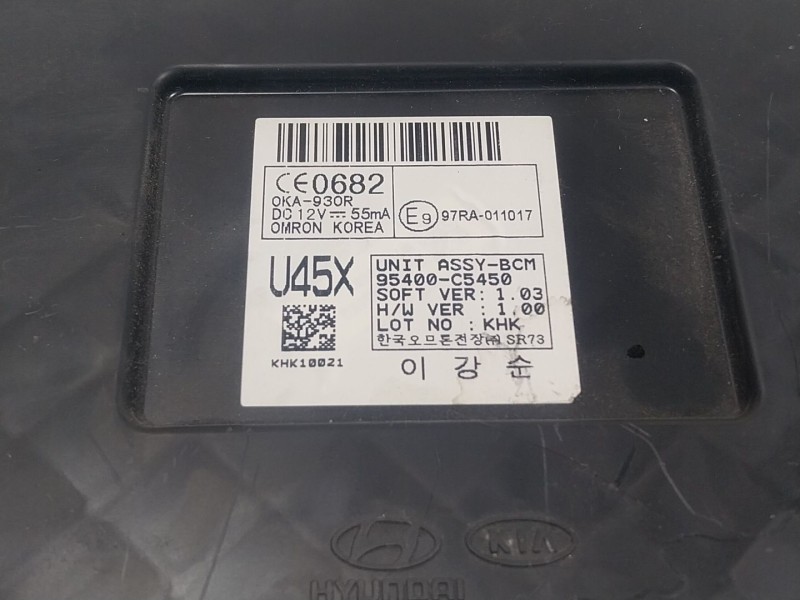 CE0682
OKA-930R
DC 12V ⎓ 55mA
OMRON KOREA
E9 97RA-011017
U45X
KHK10021
UNIT ASSY-BCM
95400-C5450
SOFT VER: 1.03
H/W VER : 1.00
LOT NO : KHK
한국오므론전장㈜ SR73
이강순
HYUNDAI
KIA